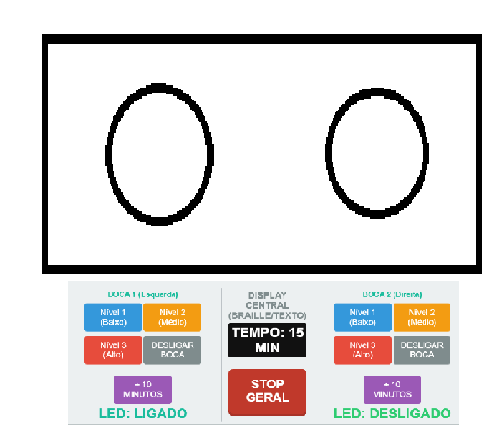 BOCA 1 (Esquerda)
Nível 1
(Baixo)
Nível 2
(Médio)
Nível 3
(Alto)
DESLIGAR
BOCA
+ 10
MINUTOS
LED: LIGADO
DISPLAY
CENTRAL
(BRAILLE/TEXTO)
TEMPO: 15
MIN
STOP
GERAL
BOCA 2 (Direita)
Nível 1
(Baixo)
Nível 2
(Médio)
Nível 3
(Alto)
DESLIGAR
BOCA
+ 10
MINUTOS
LED: DESLIGADO